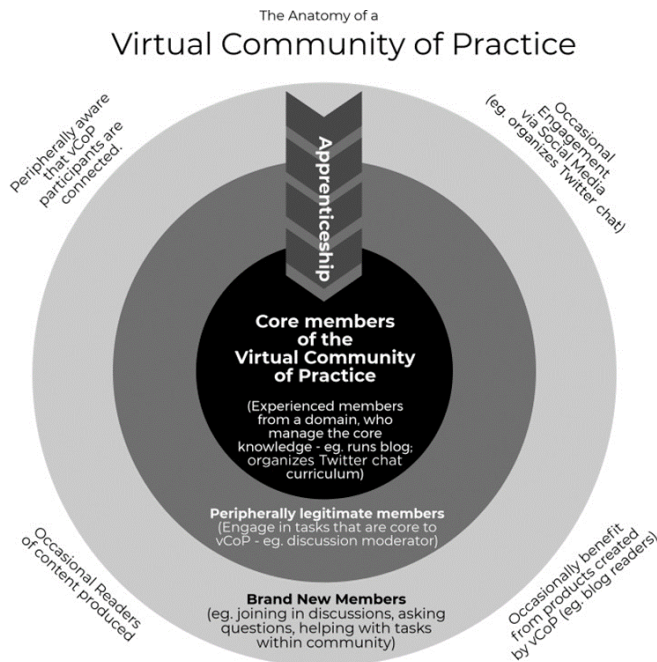 The Anatomy of a
Virtual Community of Practice
Peripherally aware
that vCoP
participants are
connected.
Occasional
Engagement
via Social Media
(eg. organizes Twitter chat)
Apprenticeship
Core members
of the
Virtual Community
of Practice
(Experienced members
from a domain, who
manage the core
knowledge - eg. runs blog;
organizes Twitter chat
curriculum)
Peripherally legitimate members
(Engage in tasks that are core to
vCoP - eg. discussion moderator)
Brand New Members
(eg. joining in discussions, asking
questions, helping with tasks
within community)
Occasional Readers
of content produced
Occasionally benefit
from products created
by vCoP (eg. blog readers)